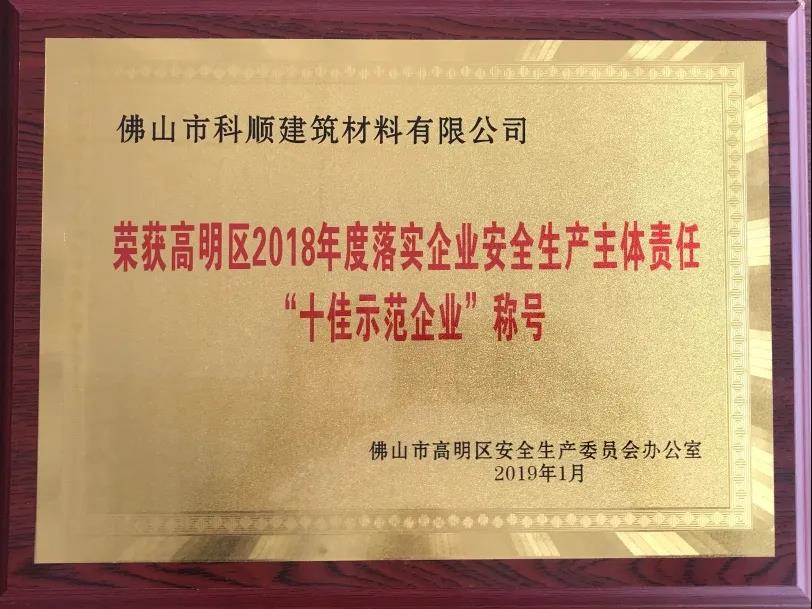 佛山市科顺建筑材料有限公司
荣获高明区2018年度落实企业安全生产主体责任
“十佳示范企业”称号
佛山市高明区安全生产委员会办公室
2019年1月